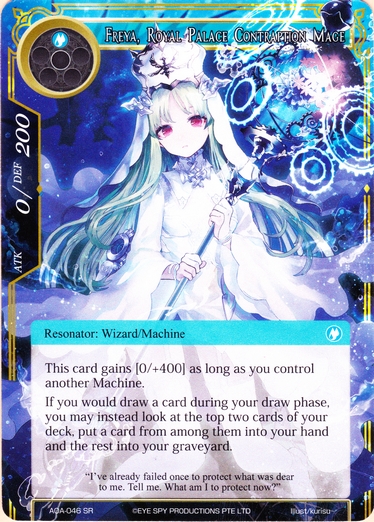 Freya, Royal Palace Contraption Mage
ATK 0 / DEF 200
Resonator: Wizard/Machine
This card gains [0/+400] as long as you control
another Machine.
If you would draw a card during your draw phase,
you may instead look at the top two cards of your
deck, put a card from among them into your hand
and the rest into your graveyard.
“I’ve already failed once to protect what was dear
to me. Tell me. What am I to protect now?”
AOA-046 SR ©EYE SPY PRODUCTIONS PTE LTD Illust/kurisu